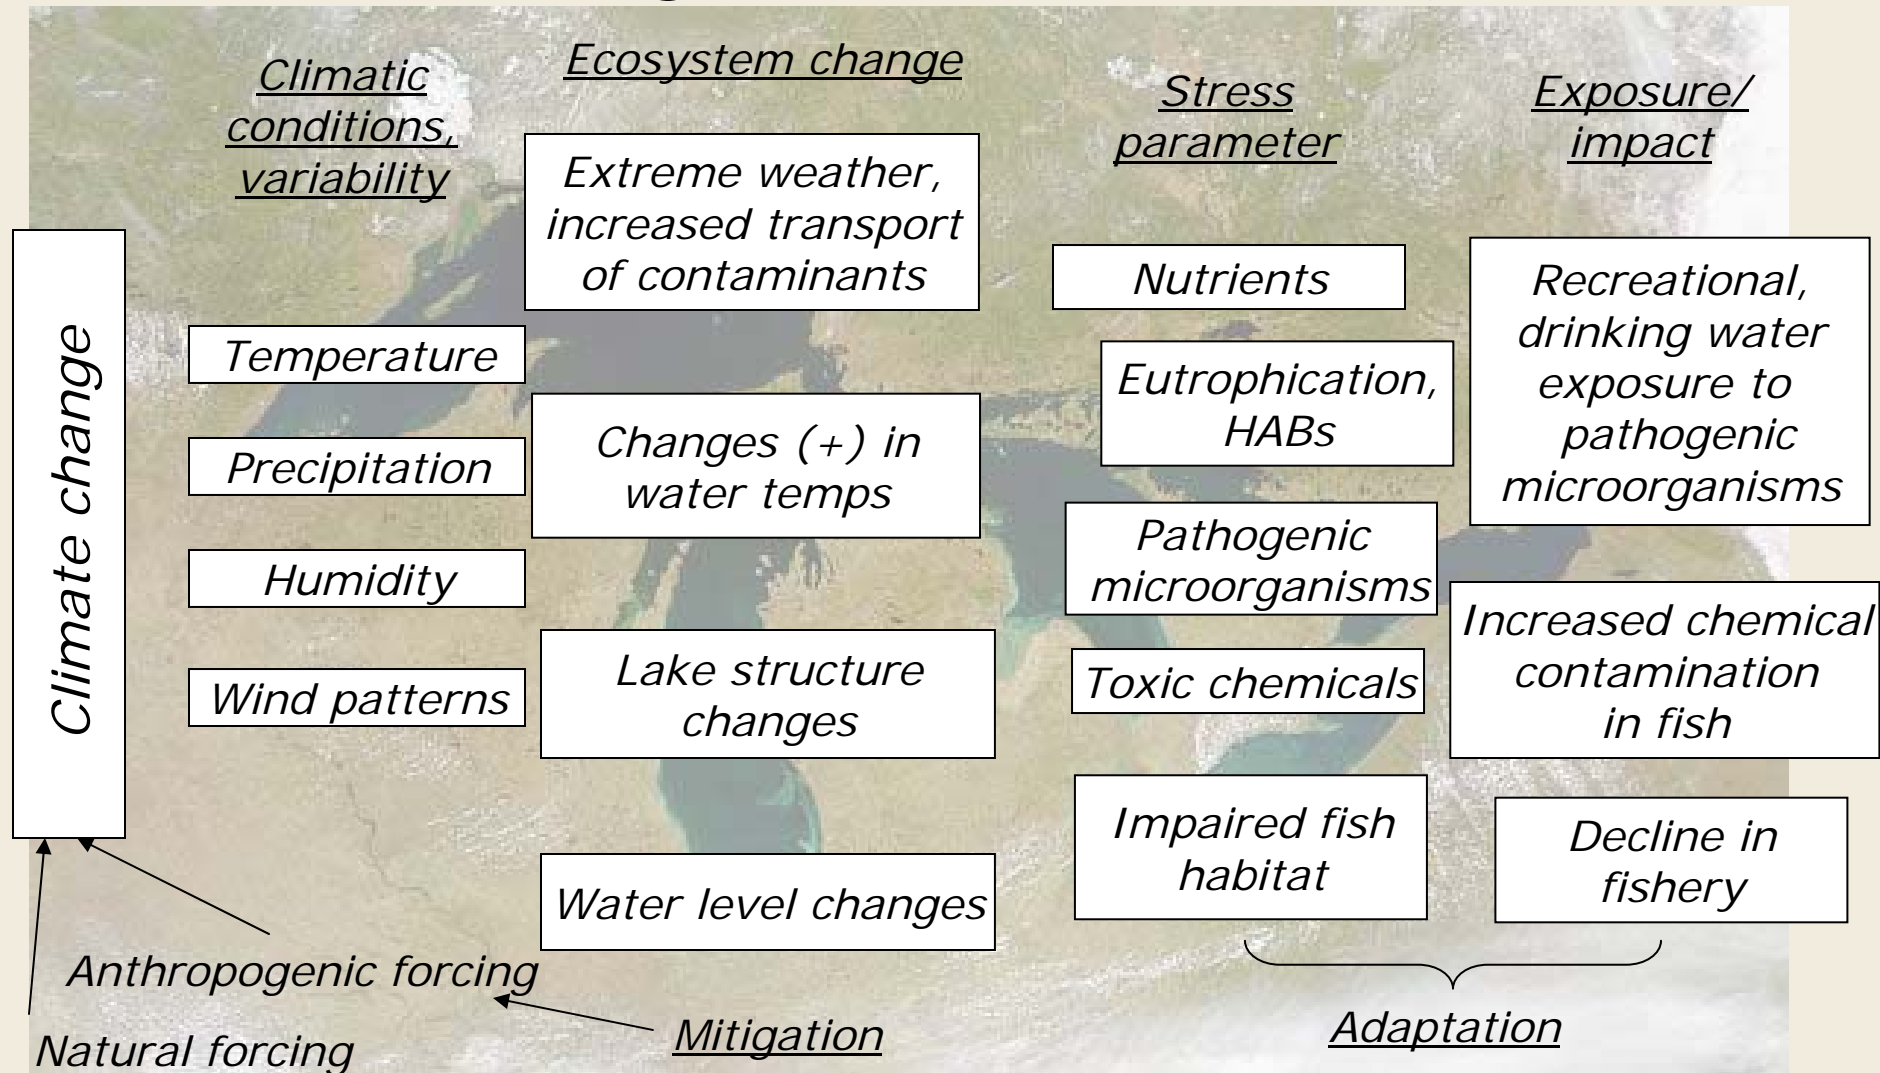 Climatic
conditions,
variability
Ecosystem change
Stress
parameter
Exposure/
impact
Climate change
Temperature
Precipitation
Humidity
Wind patterns
Extreme weather,
increased transport
of contaminants
Changes (+) in
water temps
Lake structure
changes
Water level changes
Nutrients
Eutrophication,
HABs
Pathogenic
microorganisms
Toxic chemicals
Impaired fish
habitat
Recreational,
drinking water
exposure to
pathogenic
microorganisms
Increased chemical
contamination
in fish
Decline in
fishery
Anthropogenic forcing
Natural forcing
Mitigation
Adaptation